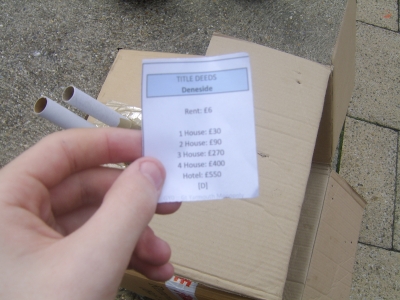 TITLE DEEDS
Deneside
Rent: £6
1 House: £30
2 House: £90
3 House: £270
4 House: £400
Hotel: £550
[D]